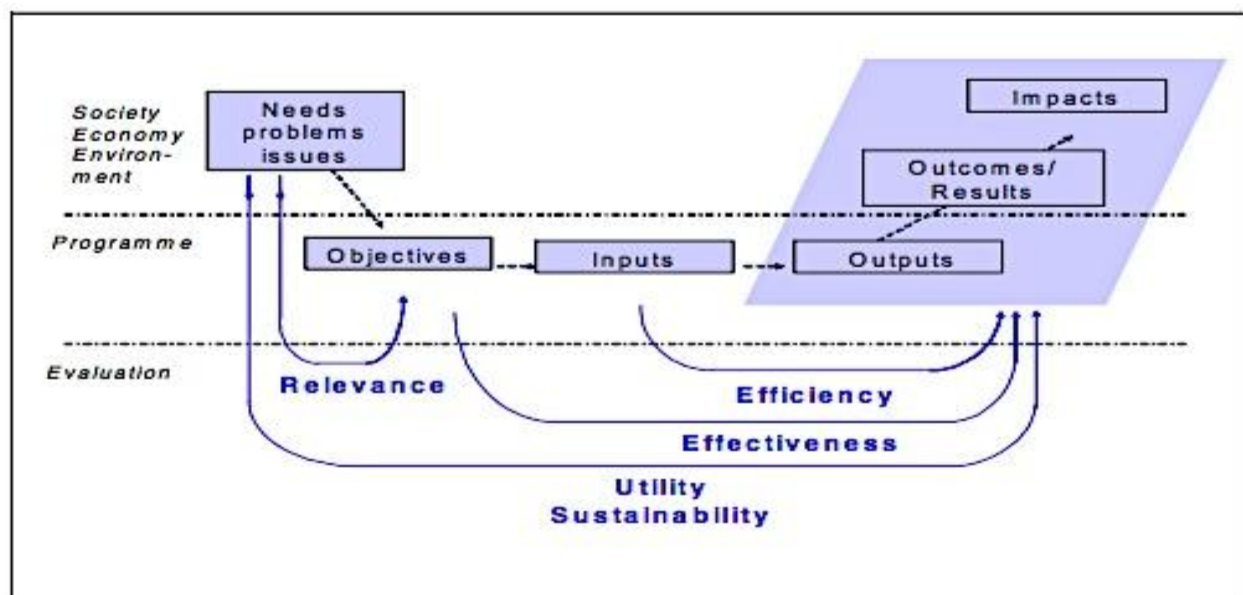 Society
Economy
Environ-
ment
Needs
problems
issues
Impacts
Outcomes/
Results
Programme
Objectives
Inputs
Outputs
Evaluation
Relevance
Efficiency
Effectiveness
Utility
Sustainability